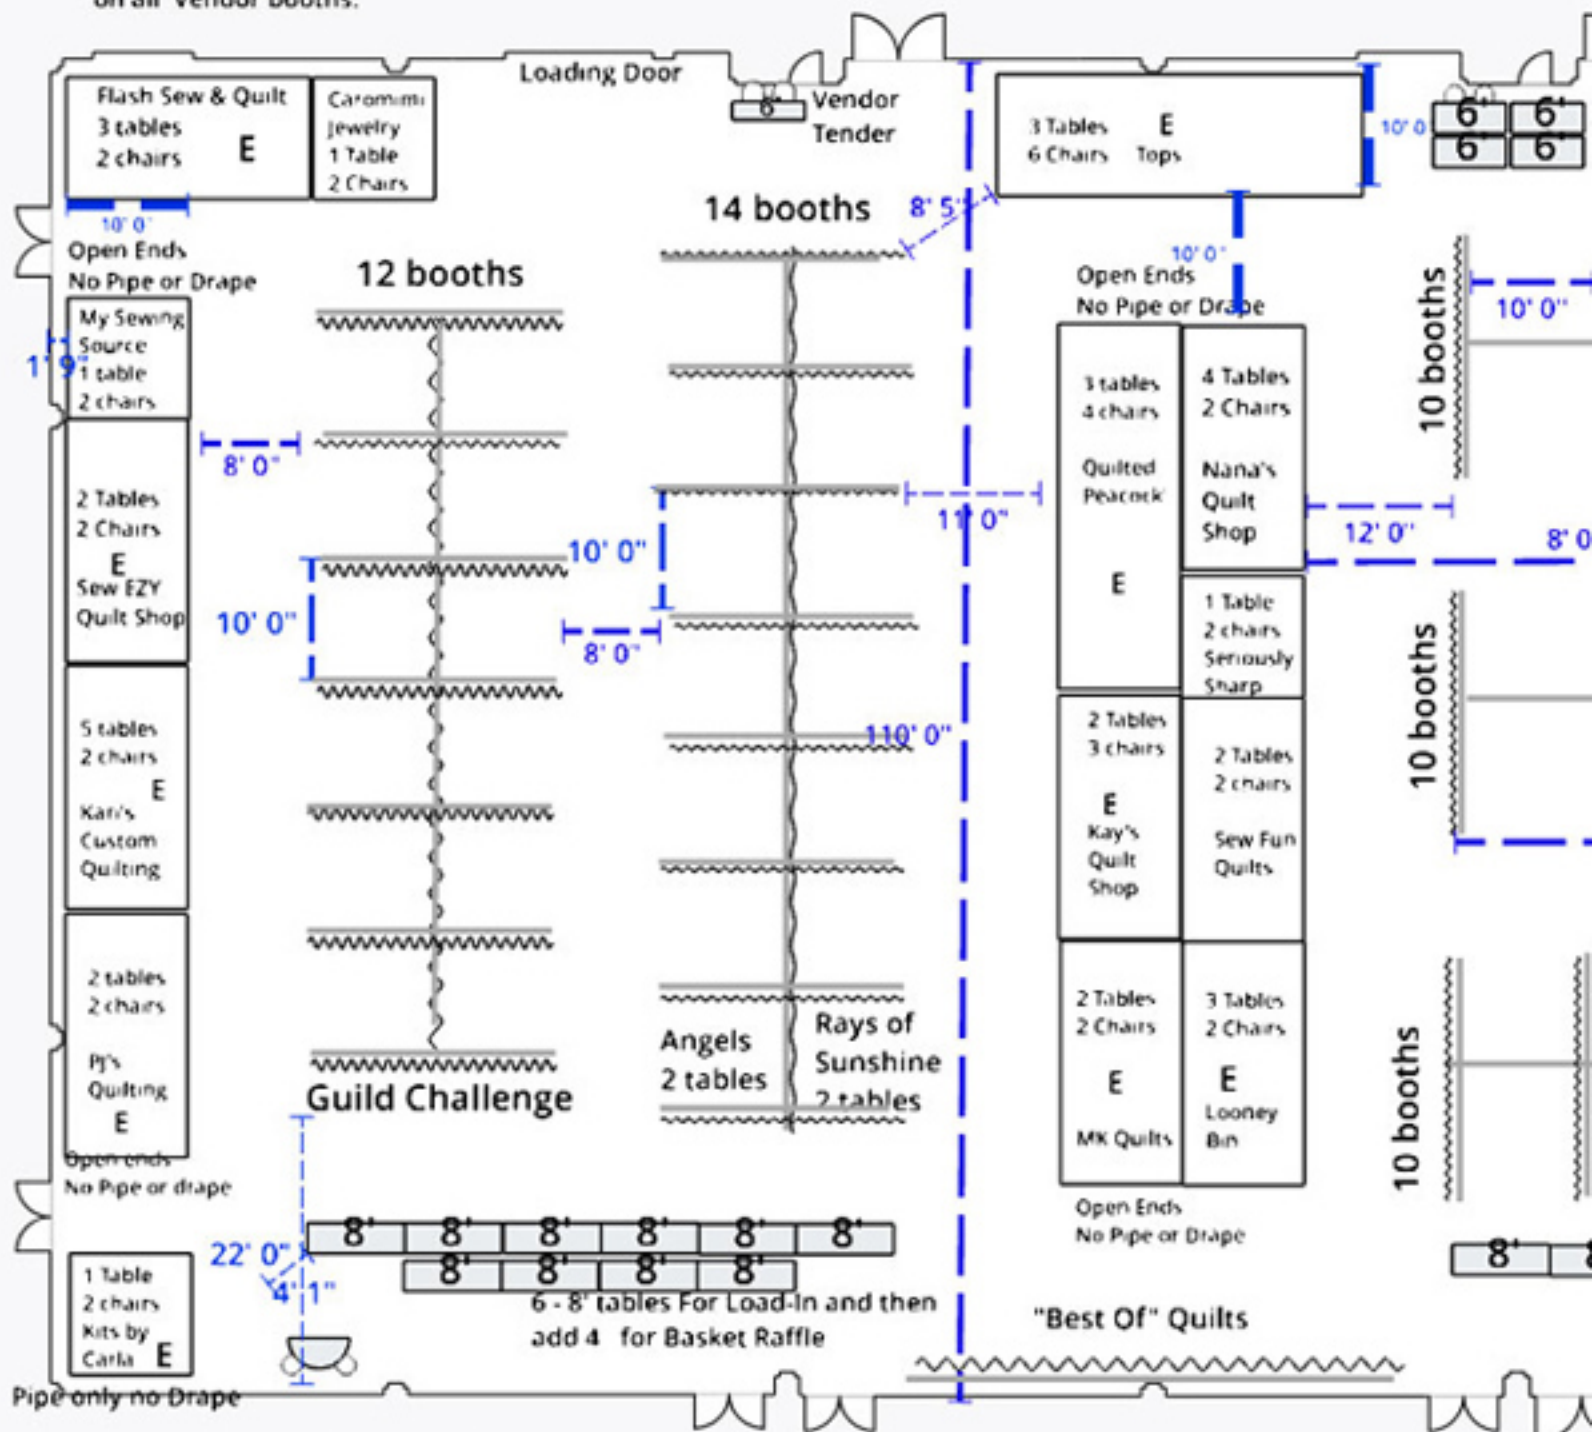 on all vendor booths.
Loading Door
Flash Sew & Quilt
3 tables
2 chairs
E
Caromimi
Jewelry
1 Table
2 Chairs
6'
Vendor
Tender
3 Tables
6 Chairs
E
Tops
10' 0
6'
6'
6'
6'
10' 0"
Open Ends
No Pipe or Drape
12 booths
14 booths
8' 5"
10' 0"
Open Ends
No Pipe or Drape
10 booths
10' 0"
My Sewing
Source
1 table
2 chairs
1' 9"
8' 0"
2 Tables
2 Chairs
E
Sew EZY
Quilt Shop
10' 0"
10' 0"
8' 0"
11' 0"
110' 0"
3 tables
4 chairs
Quilted
Peacock
E
4 Tables
2 Chairs
Nana's
Quilt
Shop
12' 0"
8' 0
1 Table
2 chairs
Seriously
Sharp
10 booths
5 tables
2 chairs
E
Kari's
Custom
Quilting
2 Tables
3 chairs
E
Kay's
Quilt
Shop
2 Tables
2 chairs
Sew Fun
Quilts
2 tables
2 chairs
PJ's
Quilting
E
Open ends
No Pipe or drape
Guild Challenge
Angels
2 tables
Rays of
Sunshine
2 tables
2 Tables
2 Chairs
E
MK Quilts
3 Tables
2 Chairs
E
Looney
Bin
10 booths
Open Ends
No Pipe or Drape
8' 8' 8' 8' 8' 8'
8' 8' 8' 8'
22' 0"
4' 1"
6 - 8' tables For Load-In and then
add 4 for Basket Raffle
"Best Of" Quilts
8'
1 Table
2 chairs
Kits by
Carla
E
Pipe only no Drape